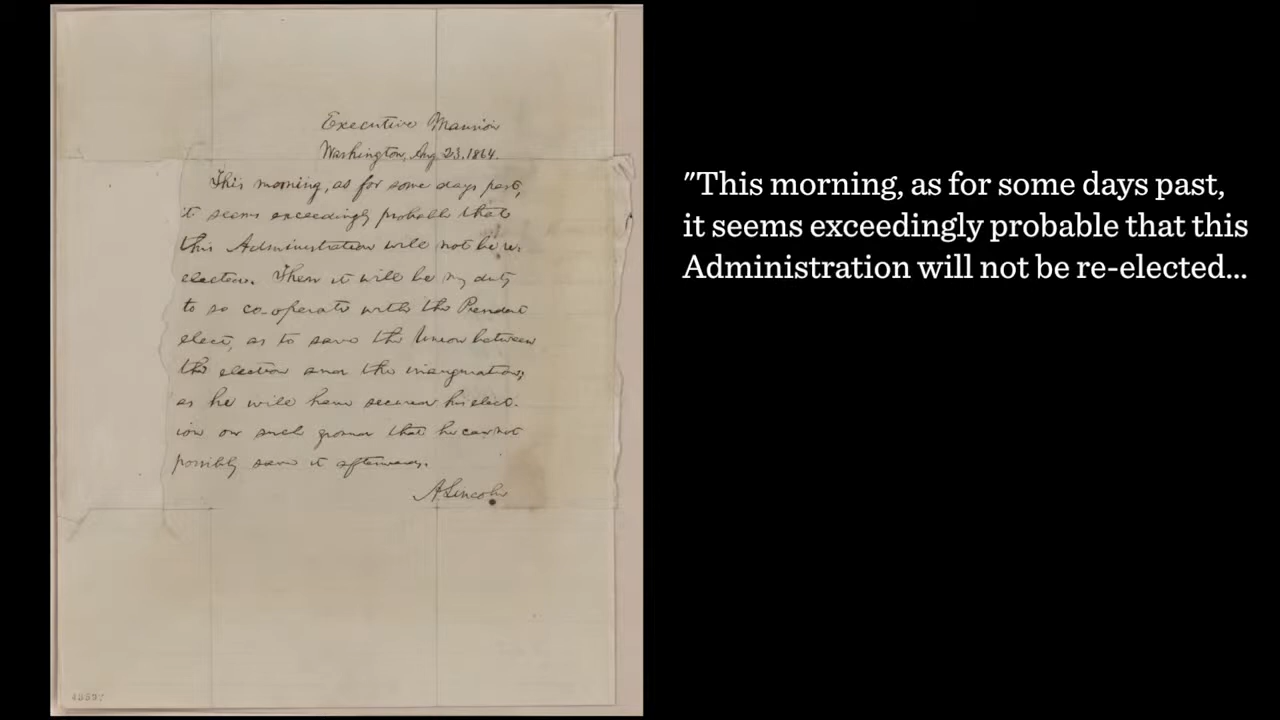 Executive Mansion
Washington, Aug 23, 1864.
This morning, as for some days past,
it seems exceedingly probable that
this Administration will not be re-
elected. Then it will be my duty
to so co-operate with the President
elect, as to save the Union between
the election and the inauguration;
as he will have secured his elect-
ion on such ground that he can not
possibly save it afterwards.
A. Lincoln
"This morning, as for some days past,
it seems exceedingly probable that this
Administration will not be re-elected...